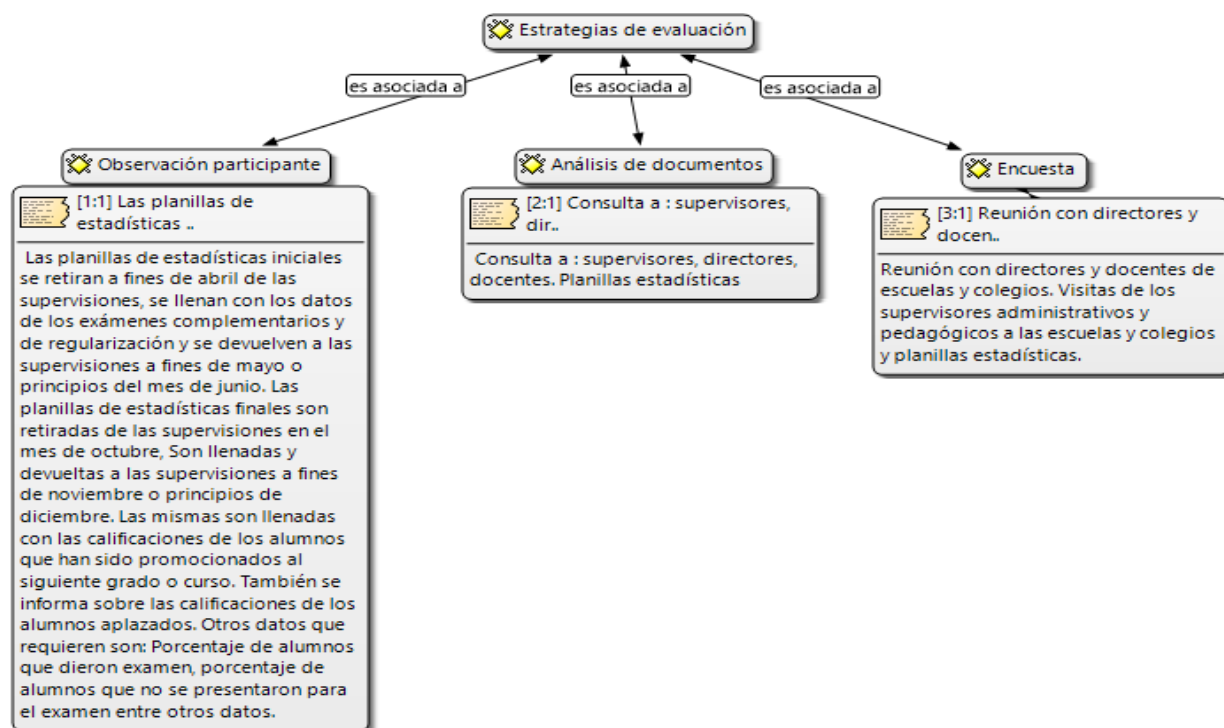 Estrategias de evaluación
es asociada a
es asociada a
es asociada a
Observación participante
[1:1] Las planillas de
estadísticas ..
Las planillas de estadísticas iniciales
se retiran a fines de abril de las
supervisiones, se llenan con los datos
de los exámenes complementarios y
de regularización y se devuelven a las
supervisiones a fines de mayo o
principios del mes de junio. Las
planillas de estadísticas finales son
retiradas de las supervisiones en el
mes de octubre, Son llenadas y
devueltas a las supervisiones a fines
de noviembre o principios de
diciembre. Las mismas son llenadas
con las calificaciones de los alumnos
que han sido promocionados al
siguiente grado o curso. También se
informa sobre las calificaciones de los
alumnos aplazados. Otros datos que
requieren son: Porcentaje de alumnos
que dieron examen, porcentaje de
alumnos que no se presentaron para
el examen entre otros datos.
Análisis de documentos
[2:1] Consulta a : supervisores,
dir..
Consulta a : supervisores, directores,
docentes. Planillas estadísticas
Encuesta
[3:1] Reunión con directores y
docen..
Reunión con directores y docentes de
escuelas y colegios. Visitas de los
supervisores administrativos y
pedagógicos a las escuelas y colegios
y planillas estadísticas.